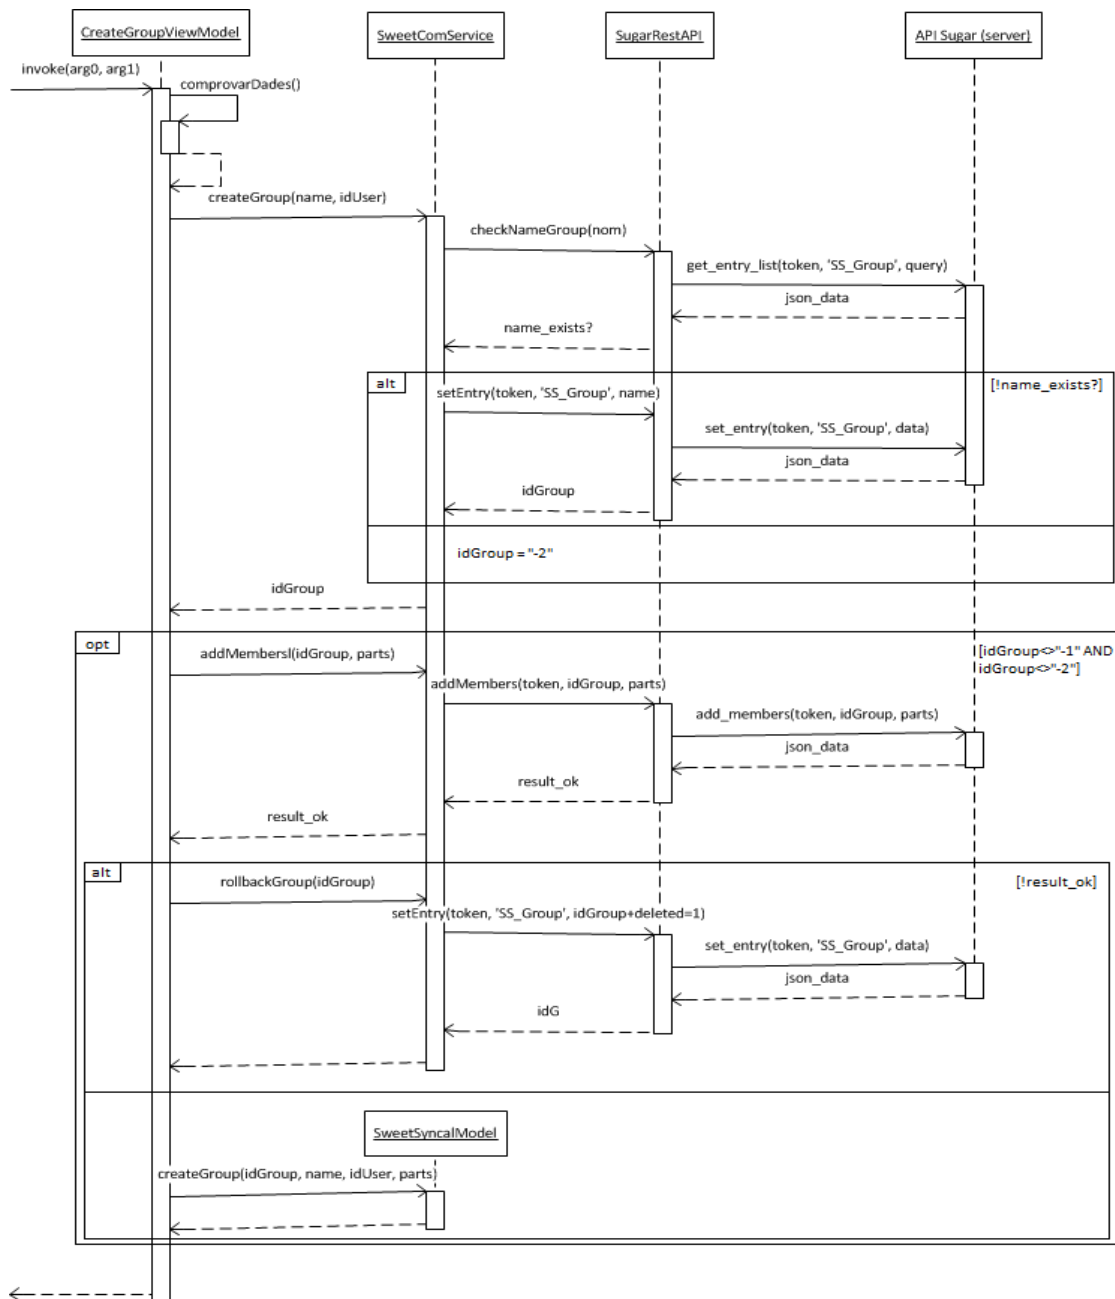 CreateGroupViewModel
SweetComService
SugarRestAPI
API Sugar (server)
invoke(arg0, arg1)
comprovarDades()
createGroup(name, idUser)
checkNameGroup(nom)
get_entry_list(token, 'SS_Group', query)
json_data
name_exists?
alt
[!name_exists?]
setEntry(token, 'SS_Group', name)
set_entry(token, 'SS_Group', data)
json_data
idGroup
idGroup = "-2"
idGroup
opt
[idGroup<>"-1" AND
idGroup<>"-2"]
addMembersl(idGroup, parts)
addMembers(token, idGroup, parts)
add_members(token, idGroup, parts)
json_data
result_ok
result_ok
alt
[!result_ok]
rollbackGroup(idGroup)
setEntry(token, 'SS_Group', idGroup+deleted=1)
set_entry(token, 'SS_Group', data)
json_data
idG
SweetSyncalModel
createGroup(idGroup, name, idUser, parts)